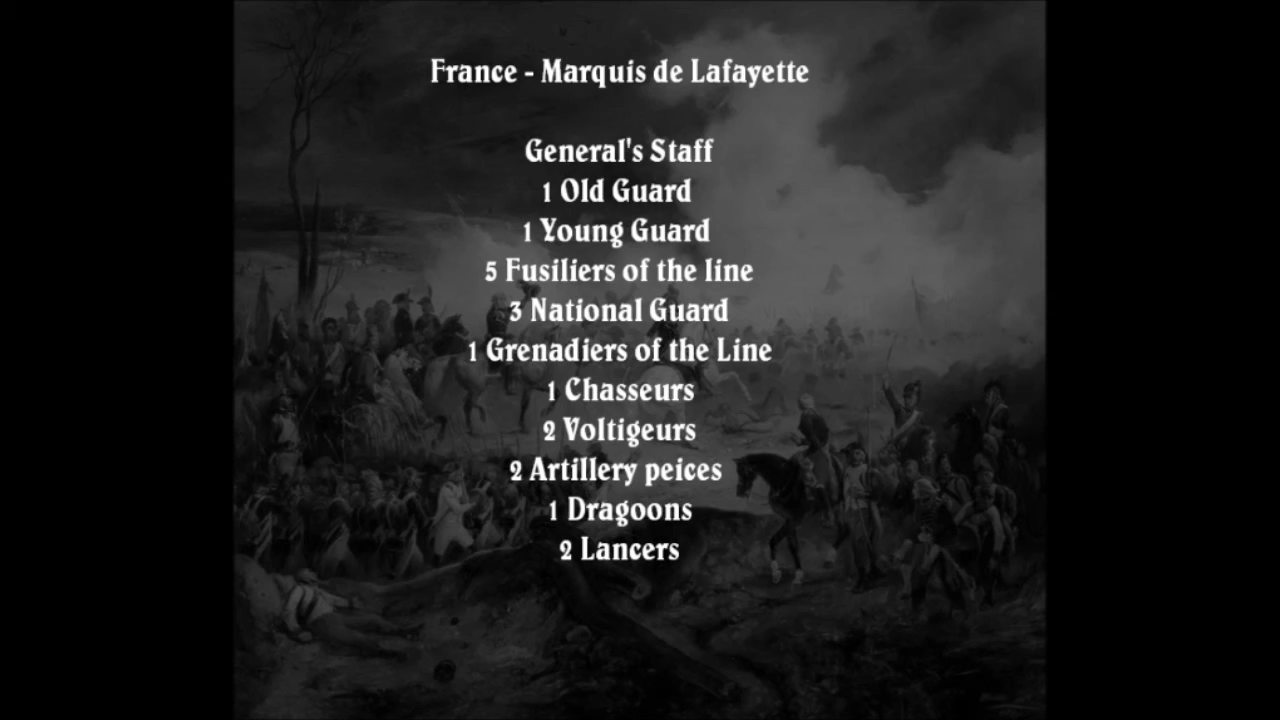 France - Marquis de Lafayette
General's Staff
1 Old Guard
1 Young Guard
5 Fusiliers of the line
3 National Guard
1 Grenadiers of the Line
1 Chasseurs
2 Voltigeurs
2 Artillery peices
1 Dragoons
2 Lancers